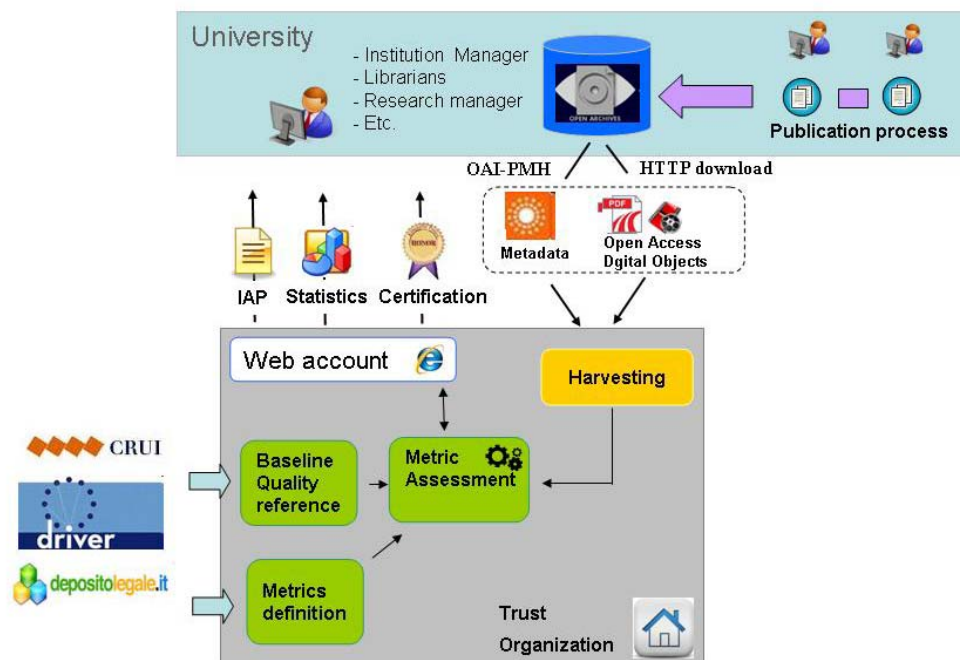 University
- Institution Manager
- Librarians
- Research manager
- Etc.
OPEN ARCHIVES
Publication process
OAI-PMH
HTTP download
PDF
Metadata
Open Access
Dgital Objects
HONOR
IAP
Statistics
Certification
Web account
Harvesting
CRUI
driver
depositolegale.it
Baseline
Quality
reference
Metric
Assessment
Metrics
definition
Trust
Organization